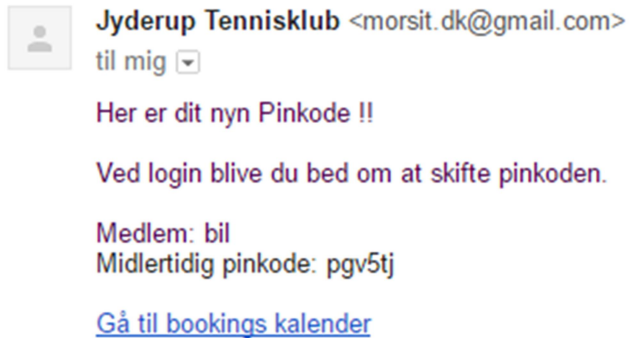 Jyderup Tennisklub <morsit.dk@gmail.com>
til mig
Her er dit nyn Pinkode !!
Ved login blive du bed om at skifte pinkoden.
Medlem: bil
Midlertidig pinkode: pgv5tj
Gå til bookings kalender